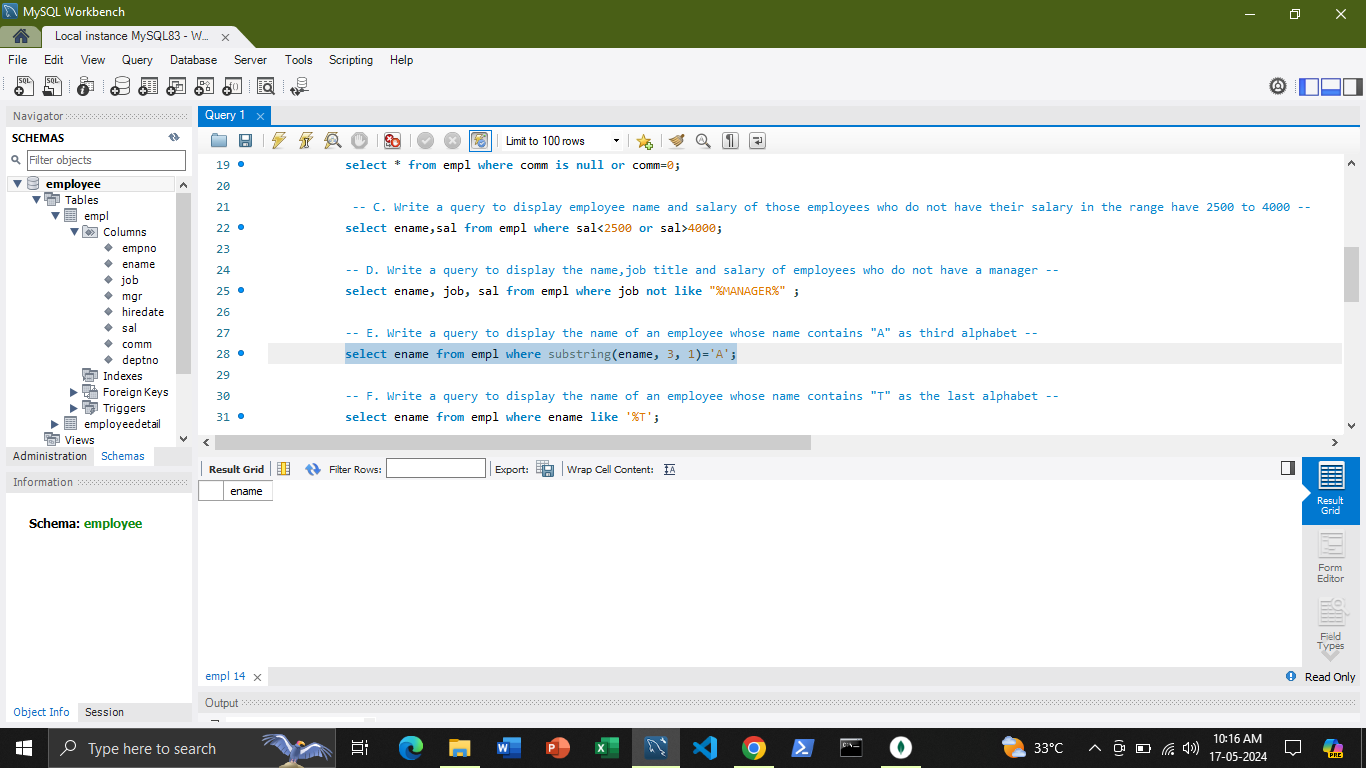 MySQL Workbench
Local instance MySQL83 - W...
File Edit View Query Database Server Tools Scripting Help
Navigator
SCHEMAS
Filter objects
employee
Tables
empl
Columns
empno
ename
job
mgr
hiredate
sal
comm
deptno
Indexes
Foreign Keys
Triggers
employeedetail
Views
Administration Schemas
Information
Schema: employee
Object Info Session
Query 1
Limit to 100 rows
19 select * from empl where comm is null or comm=0;
20
21 -- C. Write a query to display employee name and salary of those employees who do not have their salary in the range have 2500 to 4000 --
22 select ename,sal from empl where sal<2500 or sal>4000;
23
24 -- D. Write a query to display the name,job title and salary of employees who do not have a manager --
25 select ename, job, sal from empl where job not like "%MANAGER%" ;
26
27 -- E. Write a query to display the name of an employee whose name contains "A" as third alphabet --
28 select ename from empl where substring(ename, 3, 1)='A';
29
30 -- F. Write a query to display the name of an employee whose name contains "T" as the last alphabet --
31 select ename from empl where ename like '%T';
Result Grid Filter Rows: Export: Wrap Cell Content:
ename
Result
Grid
Form
Editor
Field
Types
empl 14
Read Only
Output
Type here to search
33°C
10:16 AM
17-05-2024
PRE